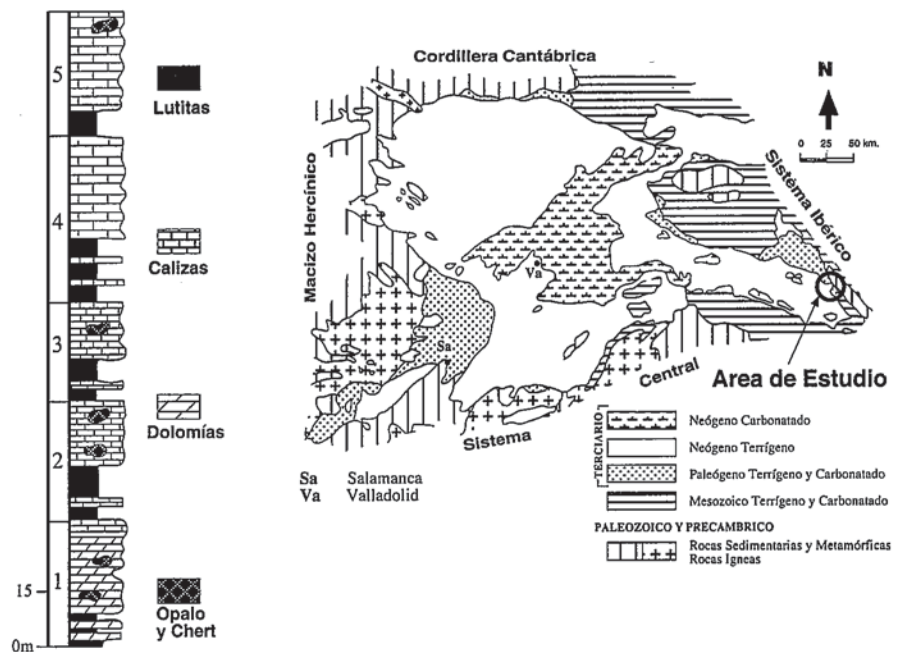 5
4
3
2
1
15
0m
Lutitas
Calizas
Dolomías
Opalo
y Chert
Cordillera Cantábrica
N
0 25 50 km.
Macizo Hercínico
Sistéma Ibérico
Va
Sa
Central
Sistema
Area de Estudio
Sa Salamanca
Va Valladolid
TERCIARIO
Neógeno Carbonatado
Neógeno Terrígeno
Paleógeno Terrígeno y Carbonatado
Mesozoico Terrígeno y Carbonatado
PALEOZOICO Y PRECAMBRICO
Rocas Sedimentarias y Metamórficas
Rocas Igneas